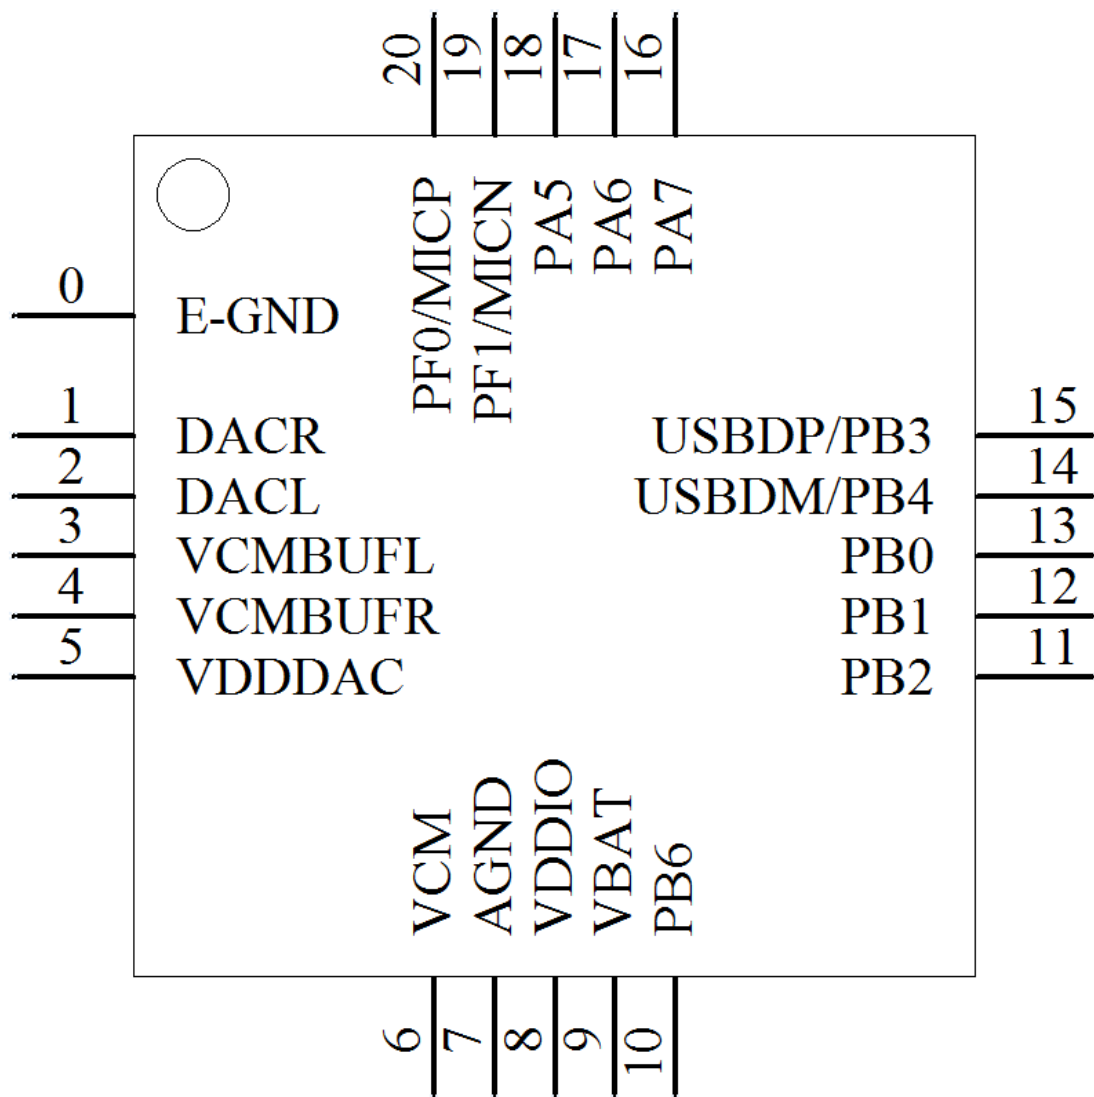 20 19 18 17 16
PF0/MICP
PF1/MICN
PA5
PA6
PA7
0 E-GND
1 DACR
2 DACL
3 VCMBUFL
4 VCMBUFR
5 VDDDAC
USBDP/PB3 15
USBDM/PB4 14
PB0 13
PB1 12
PB2 11
VCM
AGND
VDDIO
VBAT
PB6
6 7 8 9 10